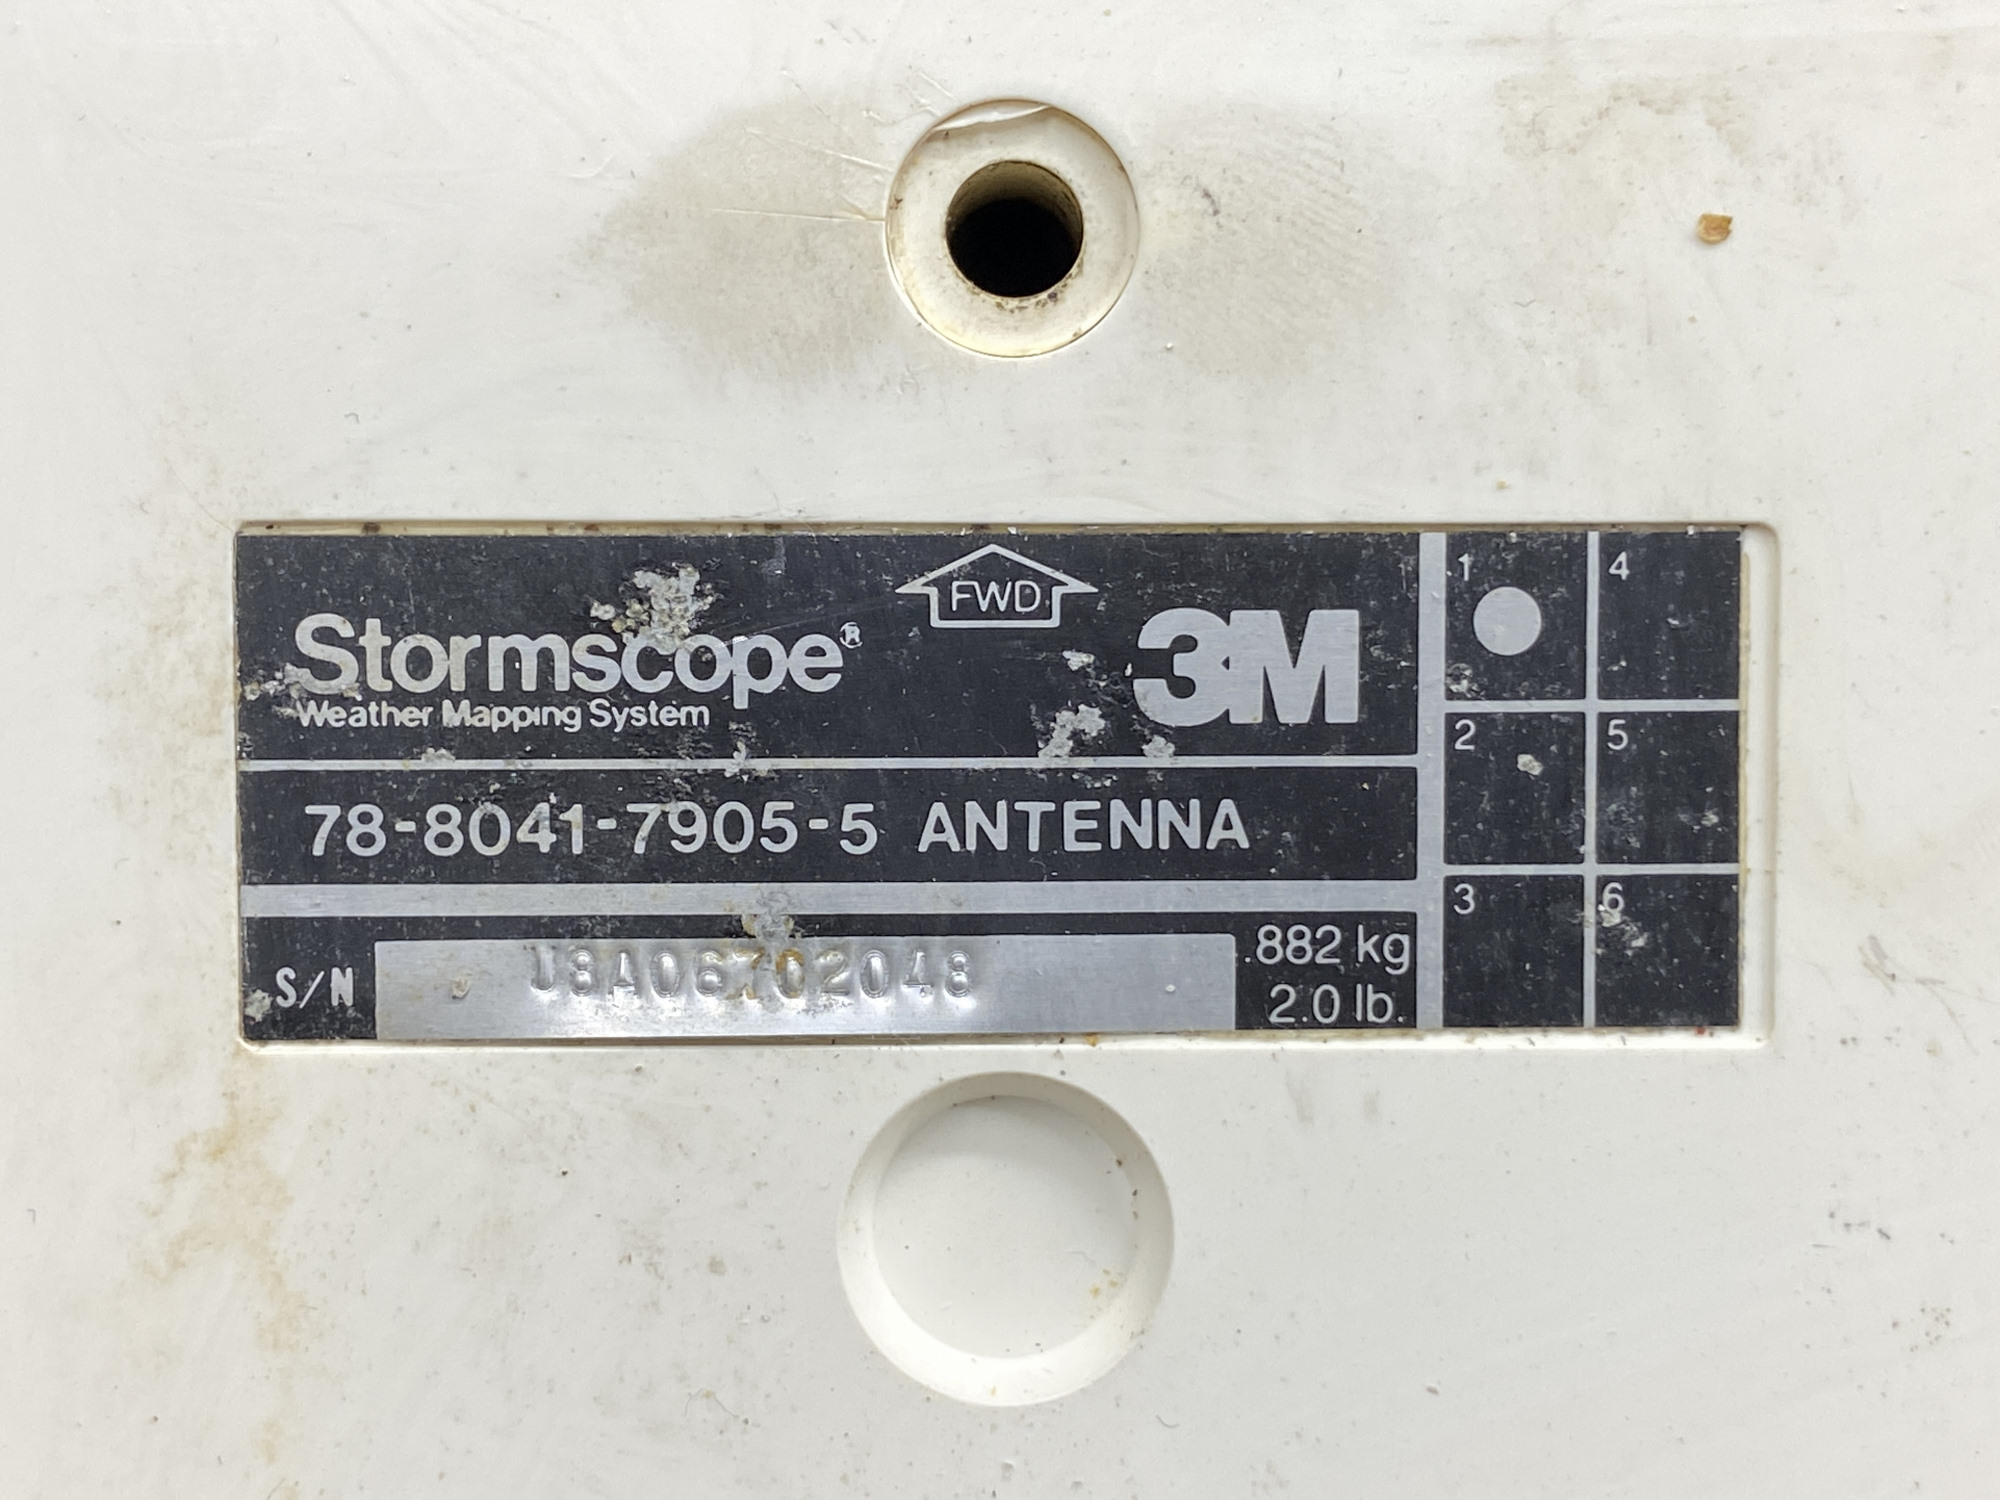 FWD
Stormscope®
Weather Mapping System
3M
78-8041-7905-5 ANTENNA
S/N J8A06702048
.882 kg
2.0 lb.
1
4
2
5
3
6